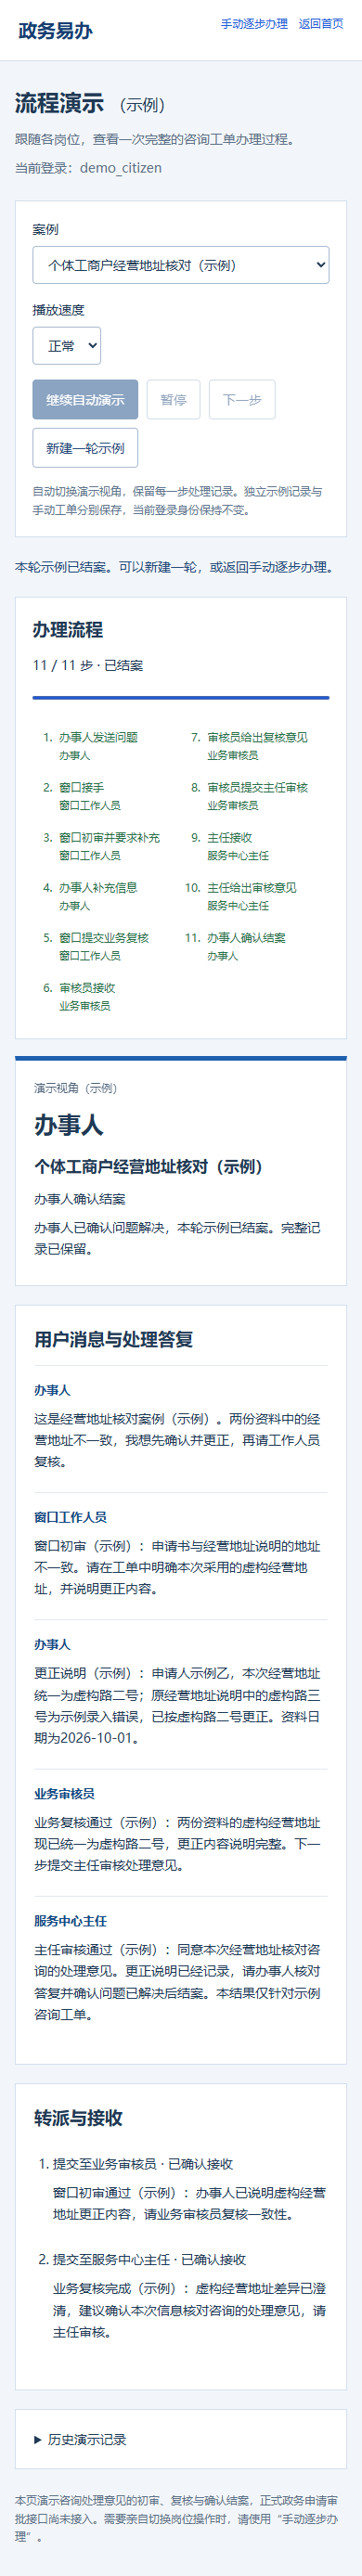 政务易办
手动逐步办理 返回首页
流程演示 （示例）
跟随各岗位，查看一次完整的咨询工单办理过程。
当前登录：demo_citizen
案例
个体工商户经营地址核对（示例）
播放速度
正常
继续自动演示 暂停 下一步
新建一轮示例
自动切换演示视角，保留每一步处理记录。独立示例记录与
手动工单分别保存，当前登录身份保持不变。
本轮示例已结案。可以新建一轮，或返回手动逐步办理。
办理流程
11 / 11 步 · 已结案
1. 办事人发送问题
办事人
2. 窗口接手
窗口工作人员
3. 窗口初审并要求补充
窗口工作人员
4. 办事人补充信息
办事人
5. 窗口提交业务复核
窗口工作人员
6. 审核员接收
业务审核员
7. 审核员给出复核意见
业务审核员
8. 审核员提交主任审核
业务审核员
9. 主任接收
服务中心主任
10. 主任给出审核意见
服务中心主任
11. 办事人确认结案
办事人
演示视角（示例）
办事人
个体工商户经营地址核对（示例）
办事人确认结案
办事人已确认问题解决，本轮示例已结案。完整记
录已保留。
用户消息与处理答复
办事人
这是经营地址核对案例（示例）。两份资料中的经
营地址不一致，我想先确认并更正，再请工作人员
复核。
窗口工作人员
窗口初审（示例）：申请书与经营地址说明的地址
不一致。请在工单中明确本次采用的虚构经营地
址，并说明更正内容。
办事人
更正说明（示例）：申请人示例乙，本次经营地址
统一为虚构路二号；原经营地址说明中的虚构路三
号为示例录入错误，已按虚构路二号更正。资料日
期为2026-10-01。
业务审核员
业务复核通过（示例）：两份资料的虚构经营地址
现已统一为虚构路二号，更正内容说明完整。下一
步提交主任审核处理意见。
服务中心主任
主任审核通过（示例）：同意本次经营地址核对咨
询的处理意见。更正说明已经记录，请办事人核对
答复并确认问题已解决后结案。本结果仅针对示例
咨询工单。
转派与接收
1. 提交至业务审核员 · 已确认接收
窗口初审通过（示例）：办事人已说明虚构经营
地址更正内容，请业务审核员复核一致性。
2. 提交至服务中心主任 · 已确认接收
业务复核完成（示例）：虚构经营地址差异已澄
清，建议确认本次信息核对咨询的处理意见，请
主任审核。
▶ 历史演示记录
本页演示咨询处理意见的初审、复核与确认结案，正式政务申请审
批接口尚未接入。需要亲自切换岗位操作时，请使用“手动逐步办
理”。